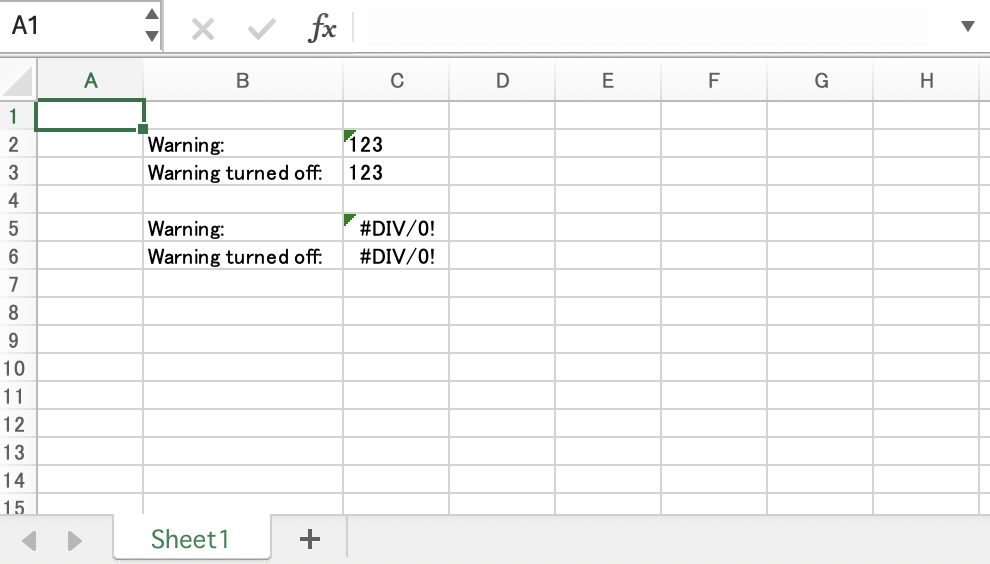 A1 fx
A B C D E F G H
1
2 Warning: 123
3 Warning turned off: 123
4
5 Warning: #DIV/0!
6 Warning turned off: #DIV/0!
7
8
9
10
11
12
13
14
15
Sheet1 +